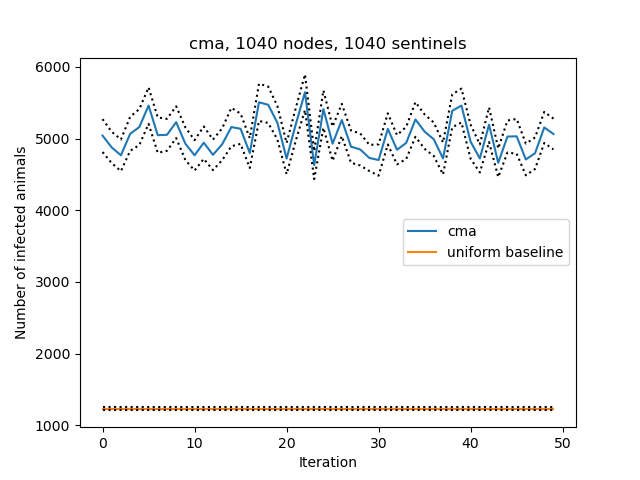 cma, 1040 nodes, 1040 sentinels
6000
5000
4000
3000
2000
1000
Number of infected animals
cma
uniform baseline
0
10
20
30
40
50
Iteration